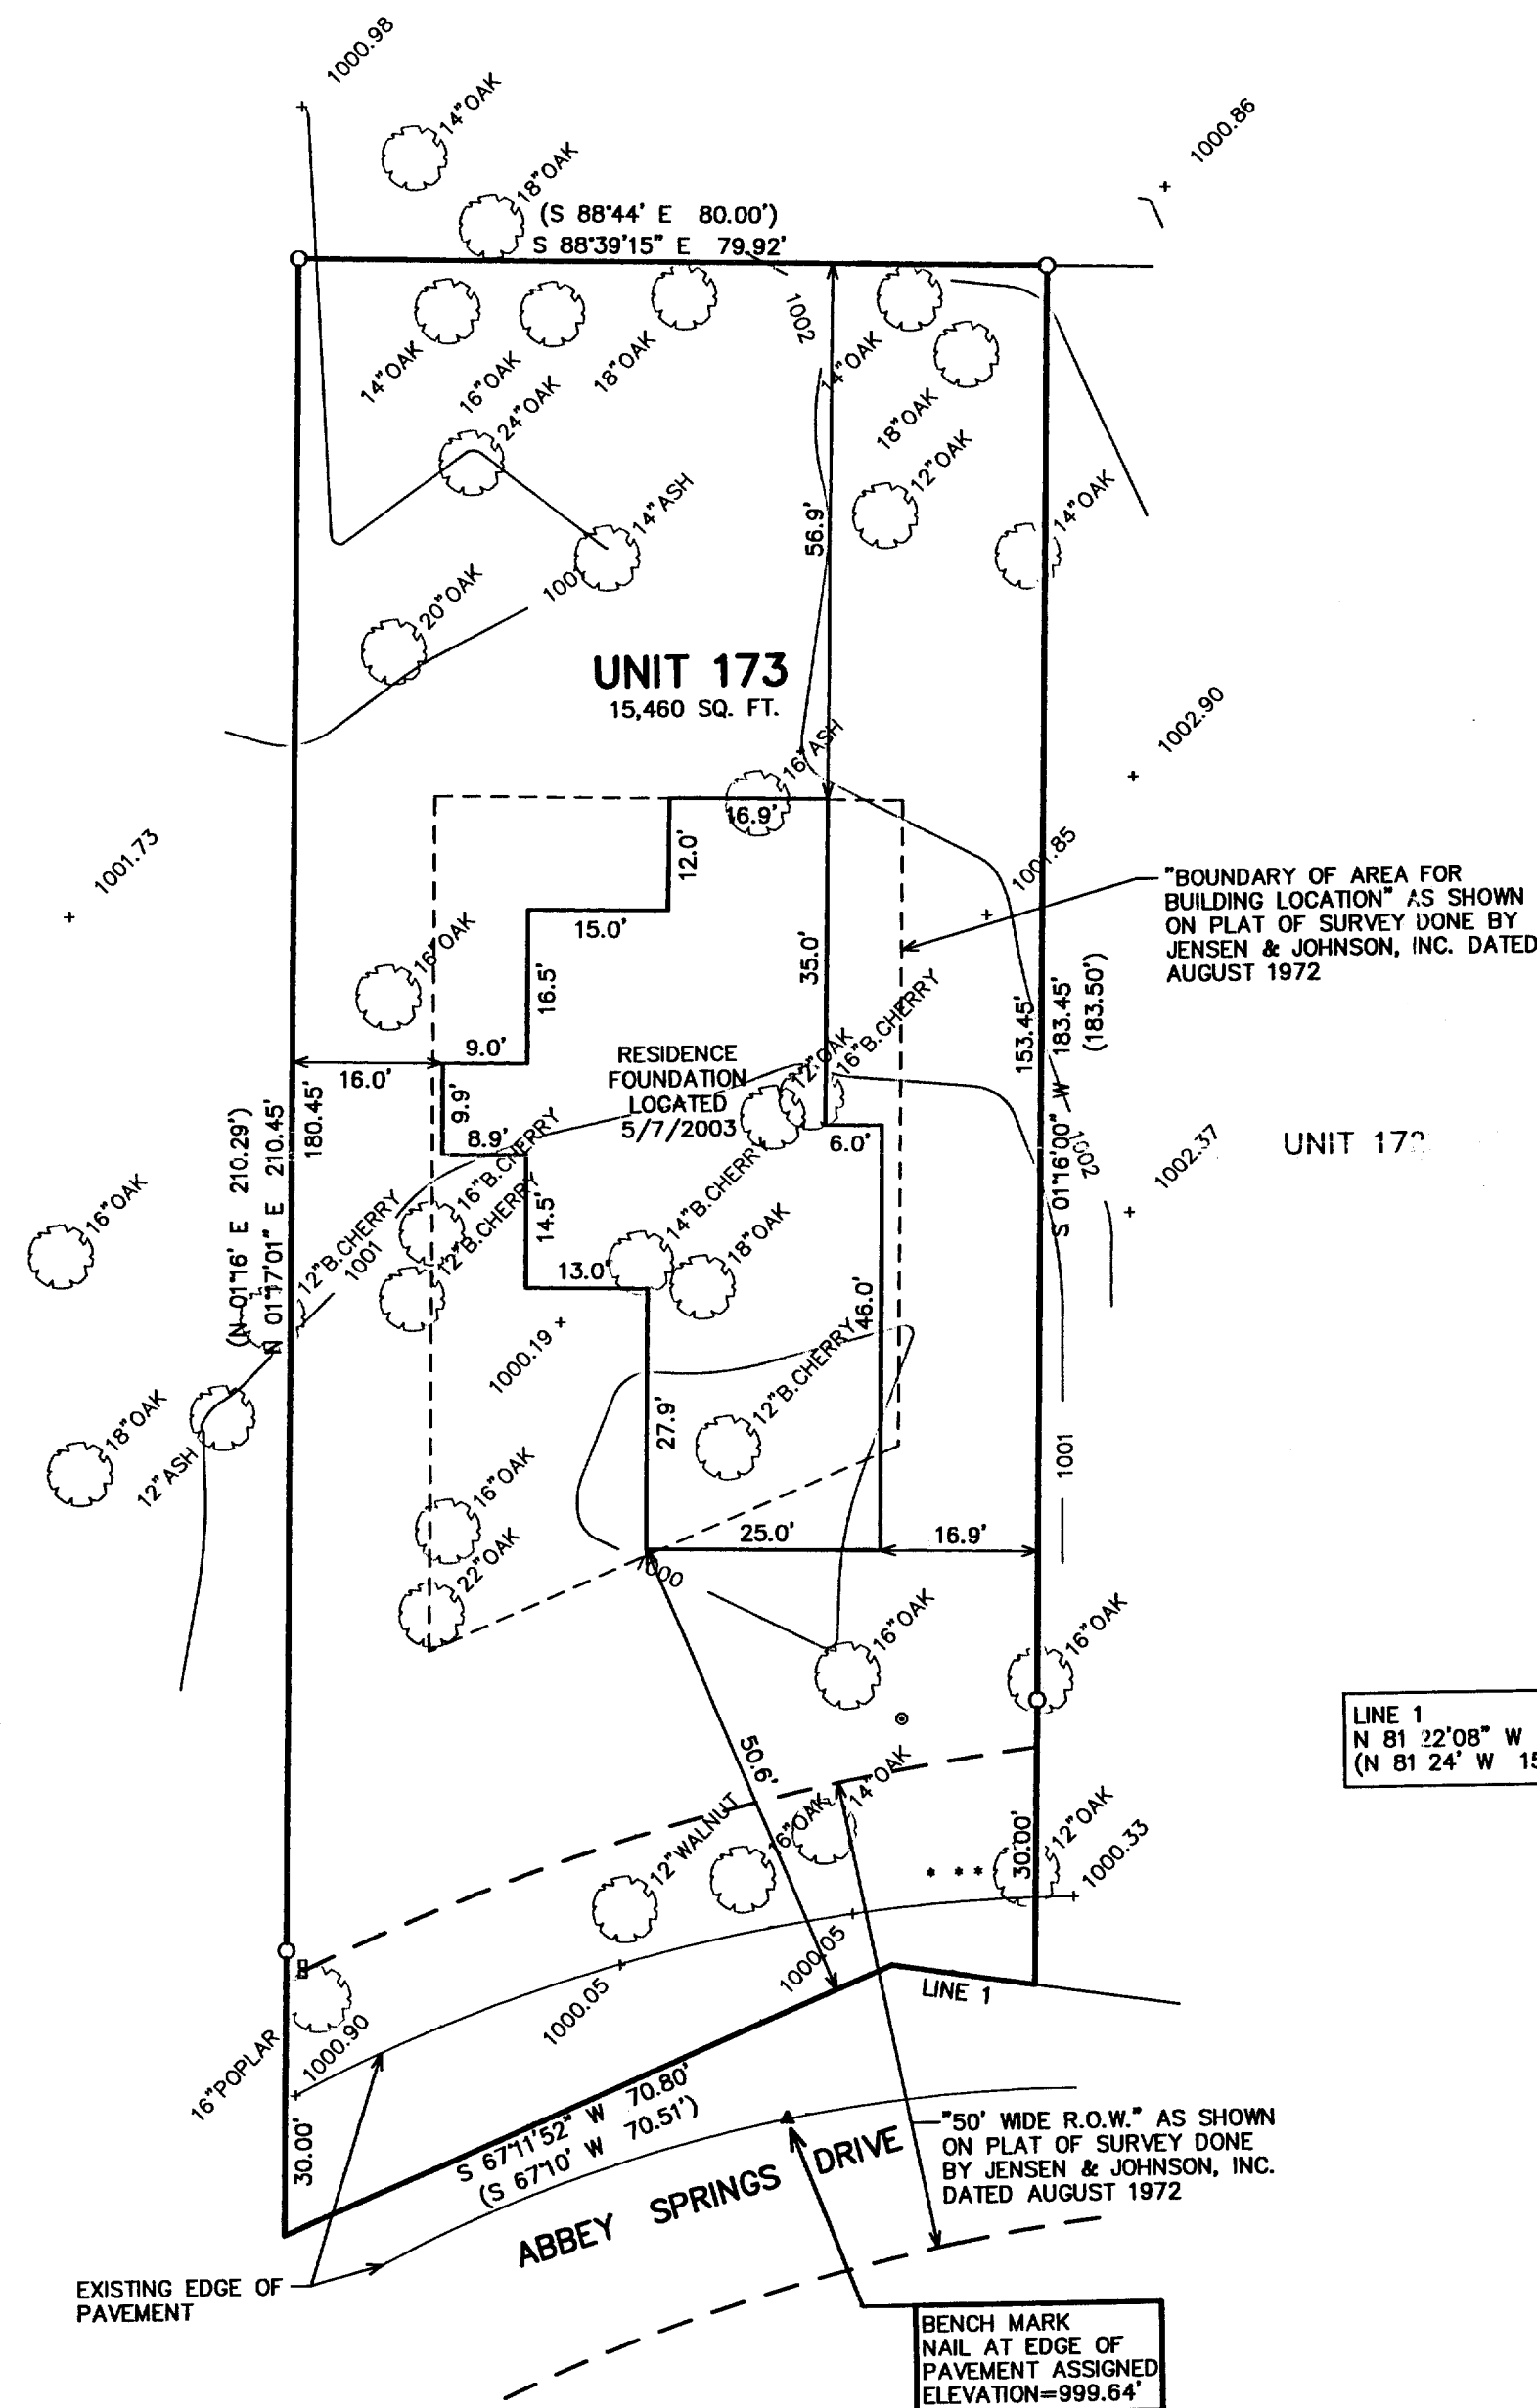 1000.98
14"OAK
1000.86
18"OAK
(S 88°44' E 80.00')
S 88°39'15" E 79.92'
1002
14"OAK
16"OAK
18"OAK
14"OAK
18"OAK
24"OAK
12"OAK
14"OAK
14"ASH
56.9'
1001
20"OAK
UNIT 173
15,460 SQ. FT.
1002.90
16"ASH
16.9'
12.0'
1001.73
1001.85
"BOUNDARY OF AREA FOR
BUILDING LOCATION" AS SHOWN
ON PLAT OF SURVEY DONE BY
JENSEN & JOHNSON, INC. DATED
AUGUST 1972
16"OAK
15.0'
35.0'
16.5'
153.45'
S 01°16'00" W 183.45'
(183.50')
9.0'
16.0'
RESIDENCE
FOUNDATION
LOCATED
5/7/2003
12"OAK
16"B.CHERRY
9.9'
8.9'
6.0'
(N 01°16' E 210.29')
N 01°17'01" E 210.45'
180.45'
1002
1002.37
UNIT
16"OAK
12"B.CHERRY
1001
16"B.CHERRY
12"B.CHERRY
14.5'
14"B.CHERRY
18"OAK
13.0'
46.0'
1000.19
12"B.CHERRY
27.9'
18"OAK
12"ASH
1001
16"OAK
25.0'
16.9'
22"OAK
1000
16"OAK
16"OAK
LINE 1
N 81 22'08" W
(N 81 24' W 15
50.6'
14"OAK
16"OAK
12"WALNUT
12"OAK
30.00'
1000.33
1000.05
1000.05
LINE 1
16"POPLAR
1000.90
30.00'
S 67°11'52" W 70.80'
(S 67°10' W 70.51')
ABBEY SPRINGS DRIVE
"50' WIDE R.O.W." AS SHOWN
ON PLAT OF SURVEY DONE
BY JENSEN & JOHNSON, INC.
DATED AUGUST 1972
EXISTING EDGE OF
PAVEMENT
BENCH MARK
NAIL AT EDGE OF
PAVEMENT ASSIGNED
ELEVATION=999.64'